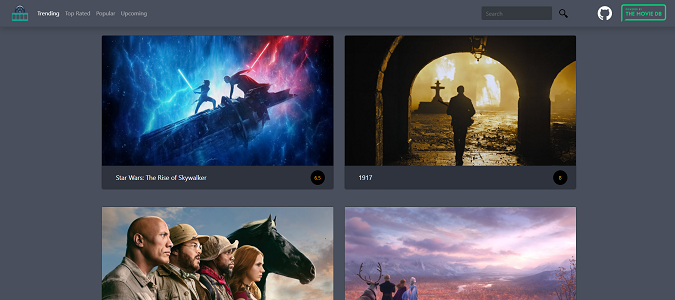 Trending Top Rated Popular Upcoming
Search
POWERED BY
THE MOVIE DB
Star Wars: The Rise of Skywalker
6.5
1917
8